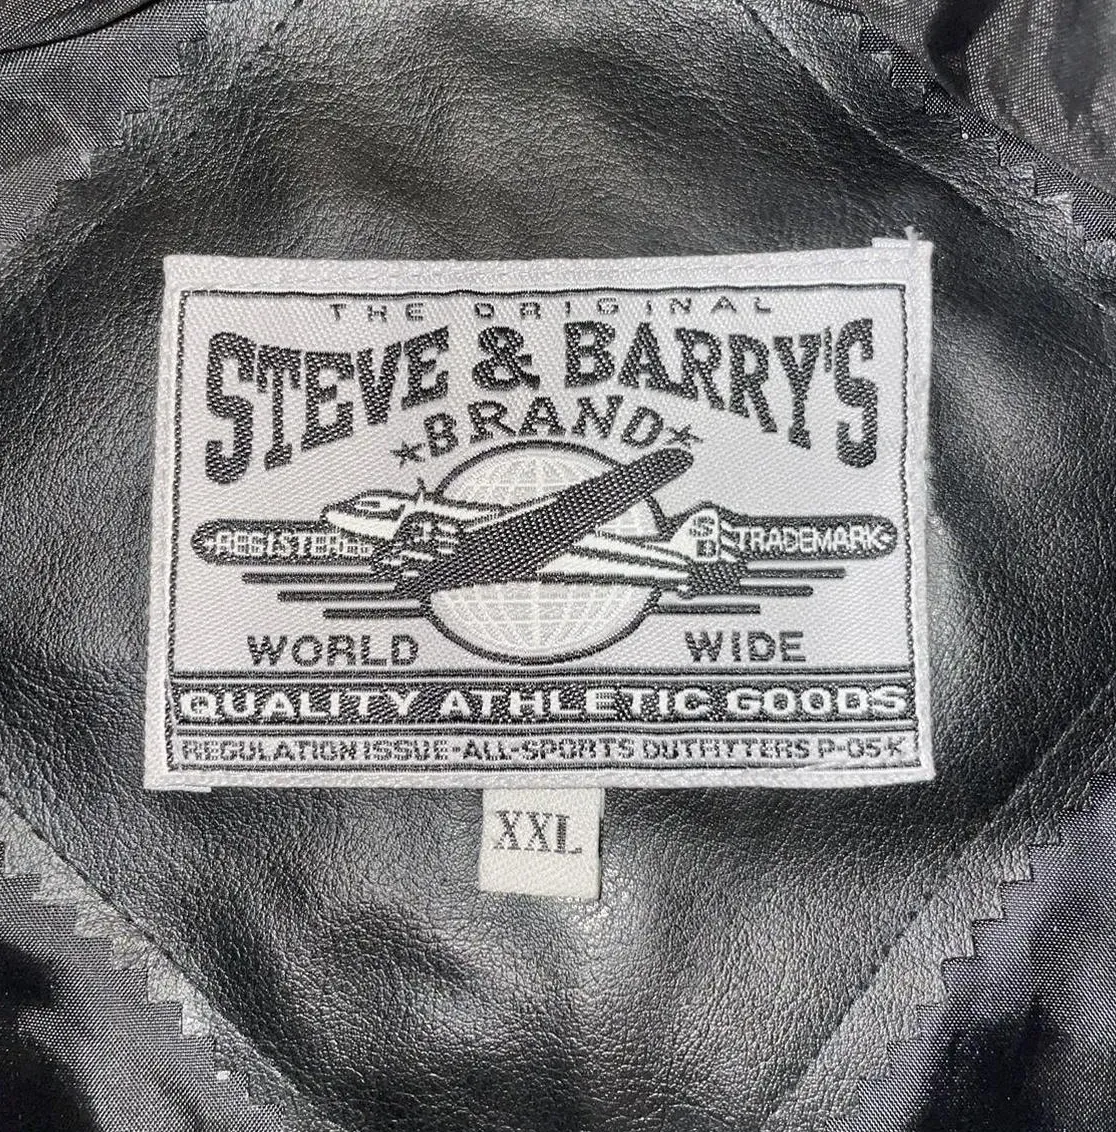 THE ORIGINAL
STEVE & BARRY'S
BRAND
REGISTERED TRADEMARK
S
B
WORLD WIDE
QUALITY ATHLETIC GOODS
REGULATION ISSUE-ALL-SPORTS OUTFITTERS P-05-K
XXL